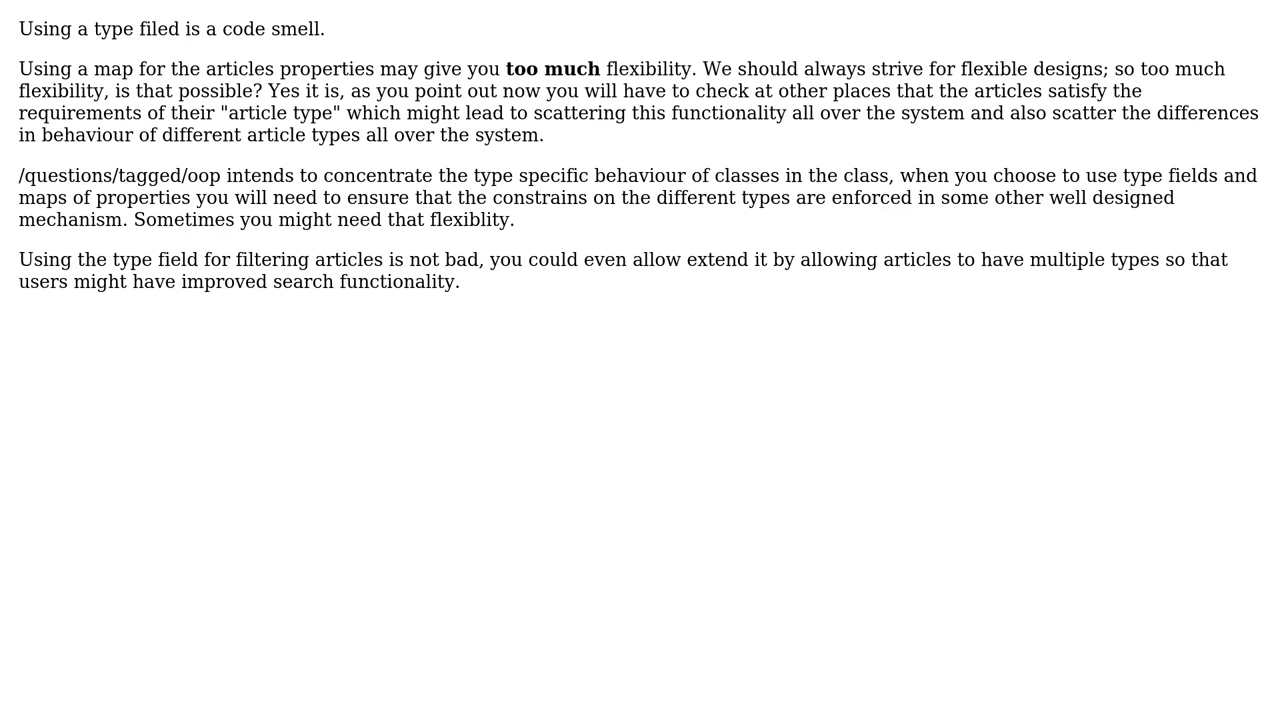 Using a type filed is a code smell.
Using a map for the articles properties may give you too much flexibility. We should always strive for flexible designs; so too much
flexibility, is that possible? Yes it is, as you point out now you will have to check at other places that the articles satisfy the
requirements of their "article type" which might lead to scattering this functionality all over the system and also scatter the differences
in behaviour of different article types all over the system.
/questions/tagged/oop intends to concentrate the type specific behaviour of classes in the class, when you choose to use type fields and
maps of properties you will need to ensure that the constrains on the different types are enforced in some other well designed
mechanism. Sometimes you might need that flexiblity.
Using the type field for filtering articles is not bad, you could even allow extend it by allowing articles to have multiple types so that
users might have improved search functionality.